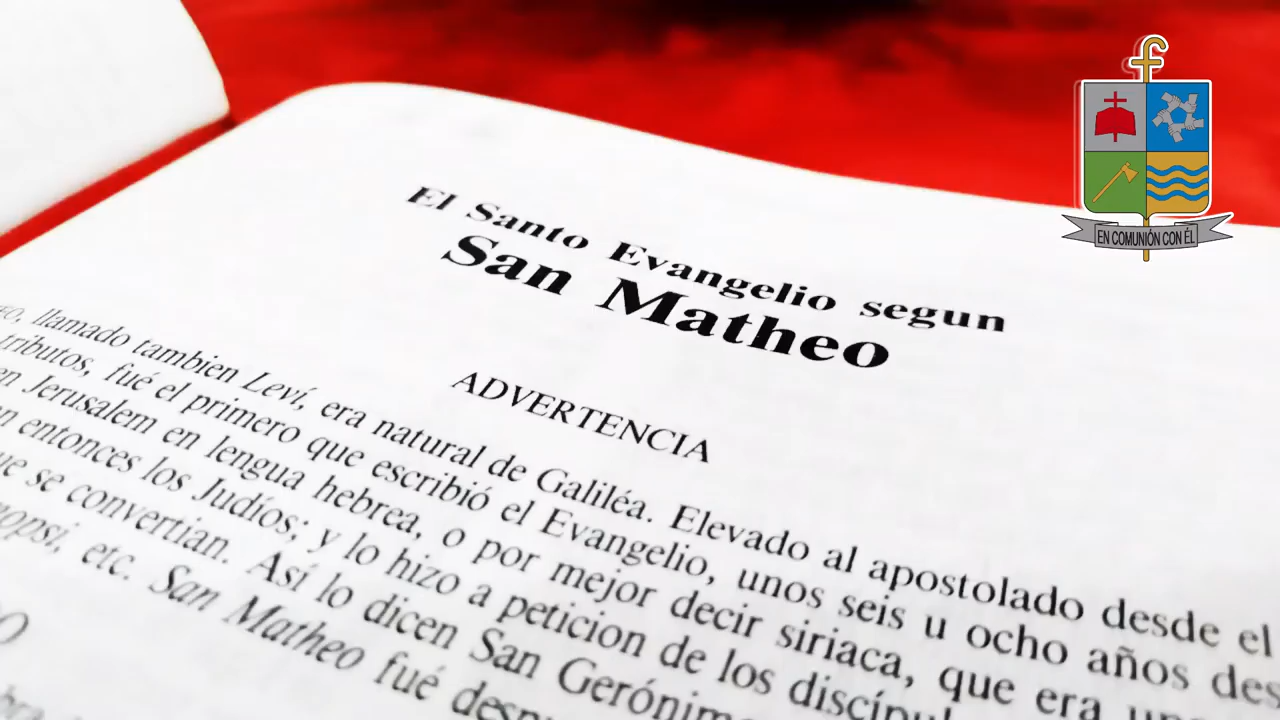 El Santo Evangelio segun
San Matheo
ADVERTENCIA
llamado tambien Leví, era natural de Galiléa. Elevado al apostolado desde el
tributos, fué el primero que escribió el Evangelio, unos seis u ocho años
en Jerusalem en lengua hebrea, o por mejor decir siriaca, que era
entonces los Judíos; y lo hizo a peticion de los
se convertian. Así lo dicen San
etc. San Matheo fué
EN COMUNIÓN CON ÉL